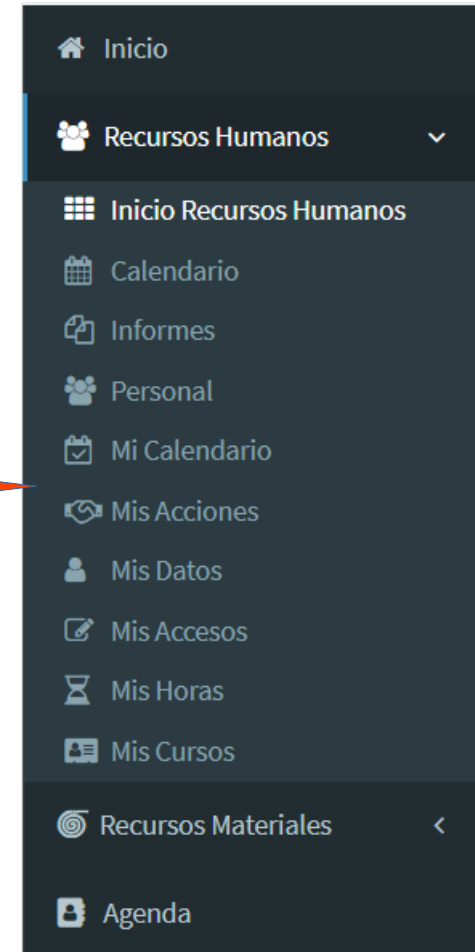 Inicio
Recursos Humanos
Inicio Recursos Humanos
Calendario
Informes
Personal
Mi Calendario
Mis Acciones
Mis Datos
Mis Accesos
Mis Horas
Mis Cursos
Recursos Materiales
Agenda